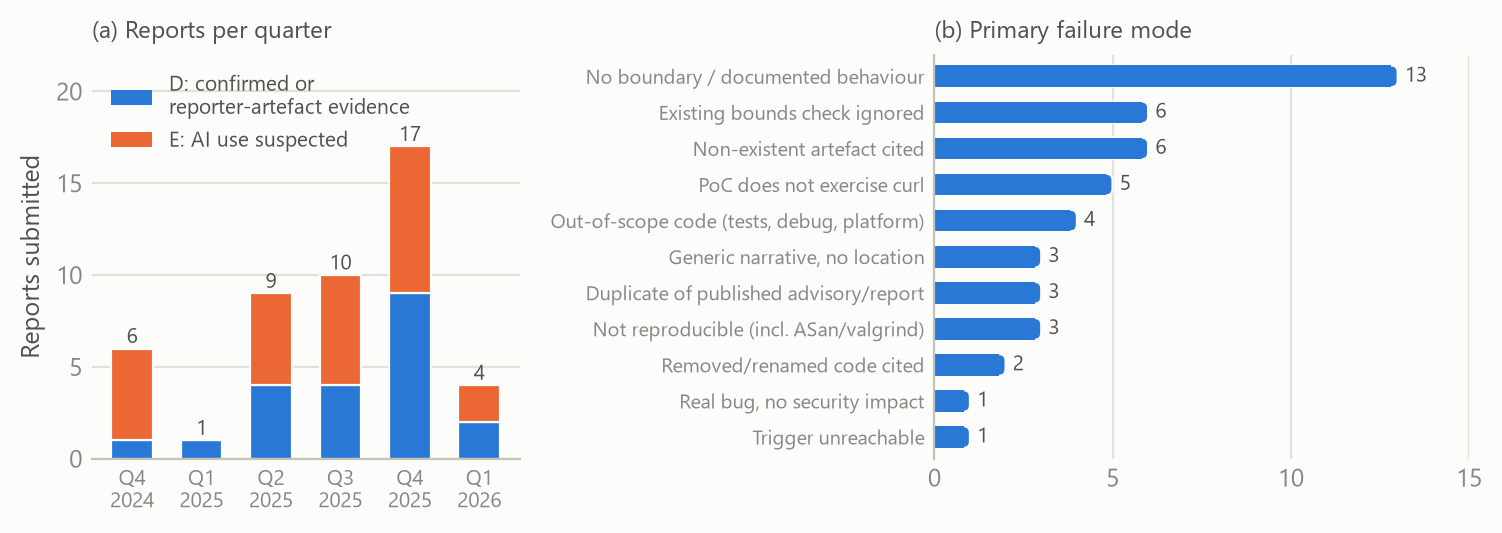 (a) Reports per quarter
D: confirmed or
reporter-artefact evidence
E: AI use suspected
Reports submitted
20
15
10
5
0
6
1
9
10
17
4
Q4
2024
Q1
2025
Q2
2025
Q3
2025
Q4
2025
Q1
2026
(b) Primary failure mode
No boundary / documented behaviour 13
Existing bounds check ignored 6
Non-existent artefact cited 6
PoC does not exercise curl 5
Out-of-scope code (tests, debug, platform) 4
Generic narrative, no location 3
Duplicate of published advisory/report 3
Not reproducible (incl. ASan/valgrind) 3
Removed/renamed code cited 2
Real bug, no security impact 1
Trigger unreachable 1
0 5 10 15